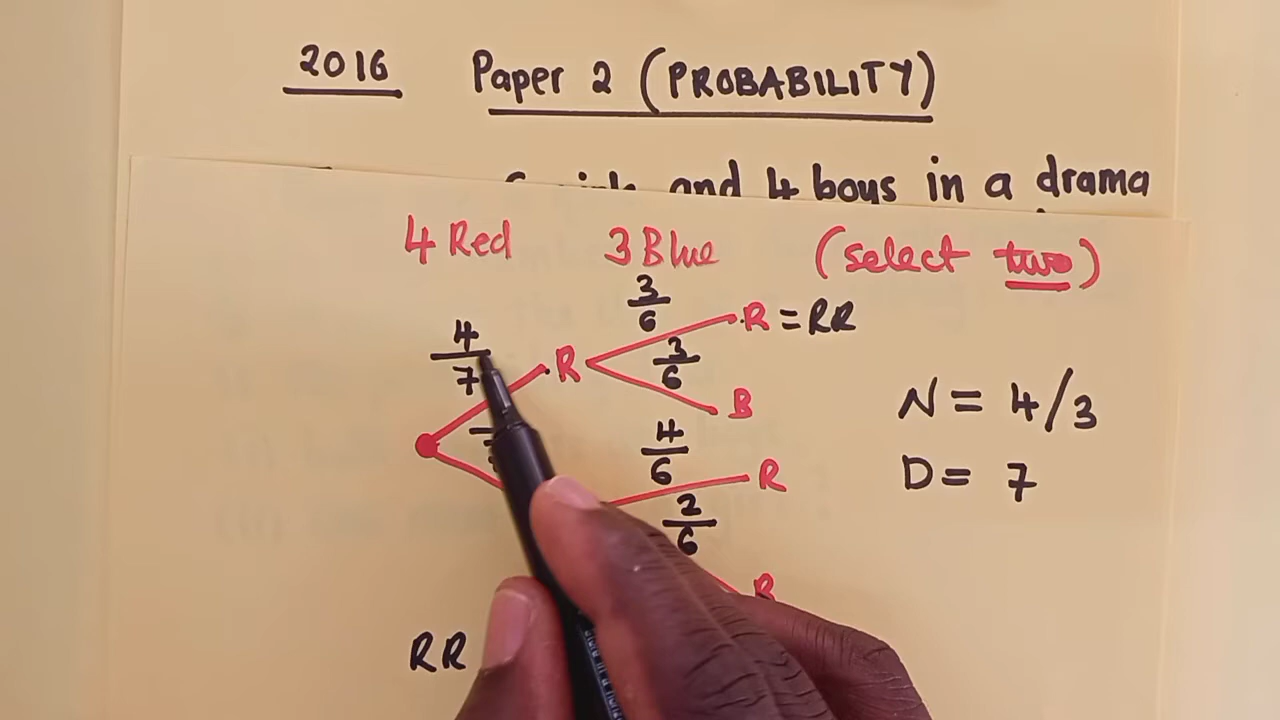 2016 Paper 2 (PROBABILITY)
and 4 boys in a drama
4 Red 3 Blue (select two)
3/6
R = RR
4/7
R
3/6
B
N = 4/3
4/6
R
D = 7
2/6
B
RR